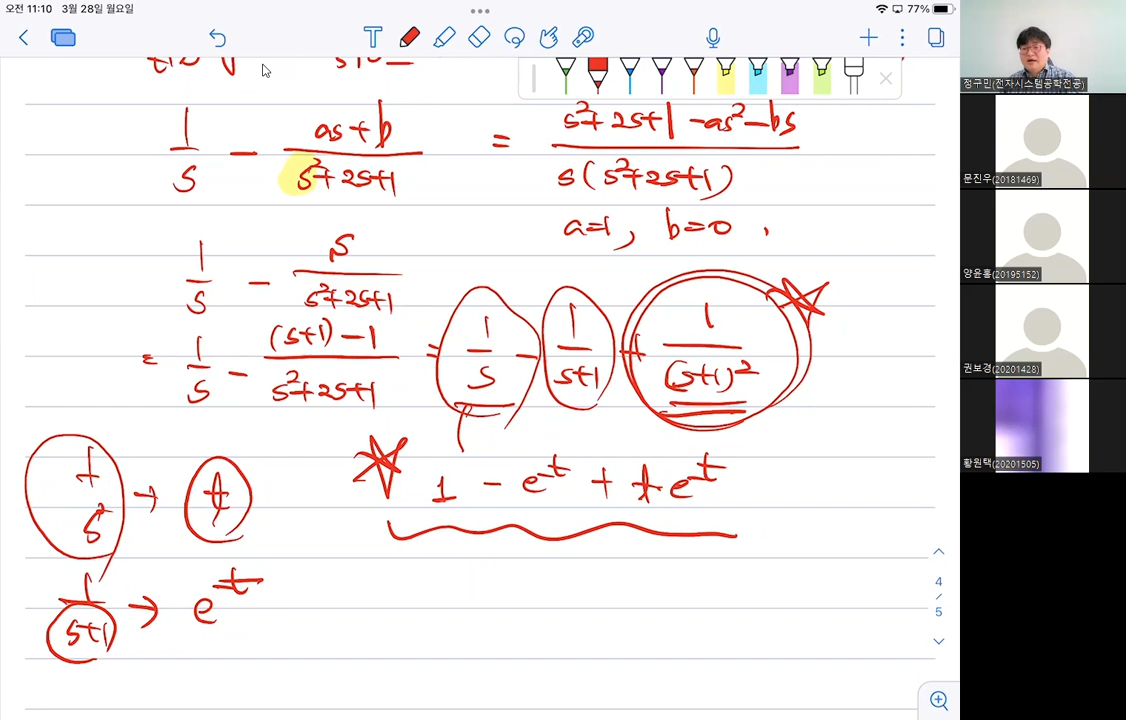 오전 11:10 3월 28일 월요일
77%
1/s - (as+b)/(s²+2s+1) = (s²+2s+1-as²-bs)/(s(s²+2s+1))
a=1, b=0,
1/s - s/(s²+2s+1)
= 1/s - ((s+1)-1)/(s²+2s+1) = 1/s - 1/(s+1) + 1/(s+1)²
1 - e^-t + t·e^-t
1/s² → t
1/(s+1) → e^-t
4
/
5
정구민(전자시스템공학전공)
문진우(20181469)
양윤홍(20195152)
권보경(20201428)
황원택(20201505)